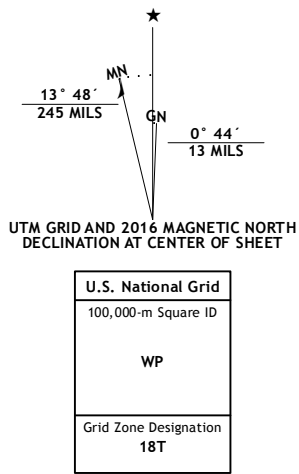 MN
13° 48´
245 MILS
GN
0° 44´
13 MILS
UTM GRID AND 2016 MAGNETIC NORTH
DECLINATION AT CENTER OF SHEET
U.S. National Grid
100,000-m Square ID
WP
Grid Zone Designation
18T